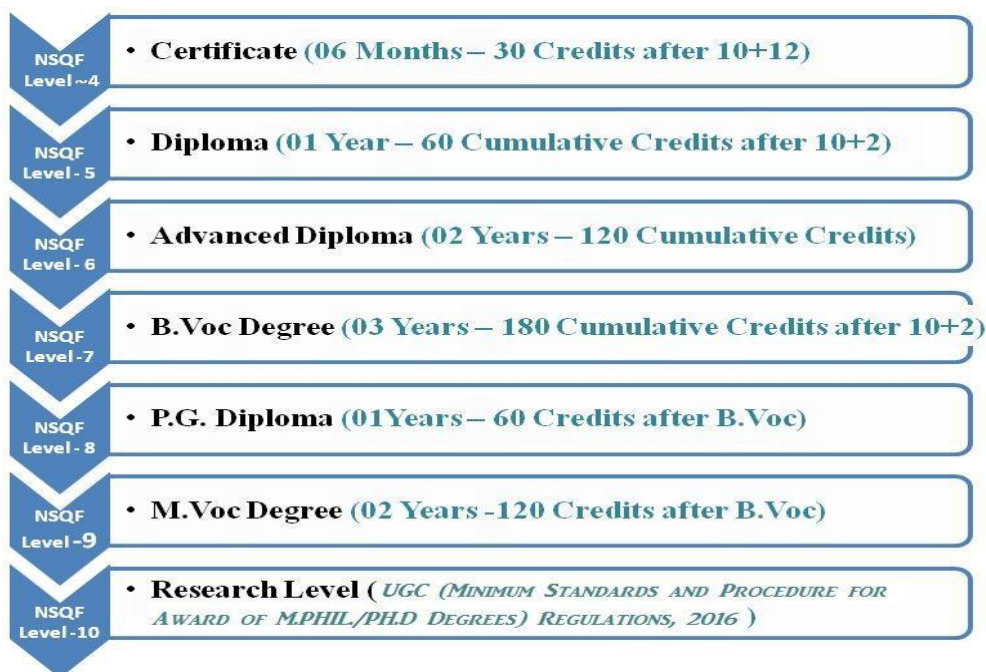 NSQF
Level~4
• Certificate (06 Months – 30 Credits after 10+12)
NSQF
Level- 5
• Diploma (01 Year – 60 Cumulative Credits after 10+2)
NSQF
Level- 6
• Advanced Diploma (02 Years – 120 Cumulative Credits)
NSQF
Level-7
• B.Voc Degree (03 Years – 180 Cumulative Credits after 10+2)
NSQF
Level- 8
• P.G. Diploma (01Years – 60 Credits after B.Voc)
NSQF
Level-9
• M.Voc Degree (02 Years -120 Credits after B.Voc)
NSQF
Level-10
• Research Level ( UGC (MINIMUM STANDARDS AND PROCEDURE FOR
AWARD OF M.PHIL./PH.D DEGREES) REGULATIONS, 2016 )